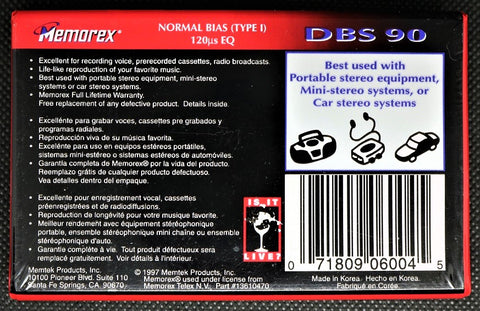 Memorex®
NORMAL BIAS (TYPE I)
120µs EQ
DBS 90
• Excellent for recording voice, prerecorded cassettes, radio broadcasts.
• Life-like reproduction of your favorite music.
• Best used with portable stereo equipment, mini-stereo
systems or car stereo systems.
• Memorex Full Lifetime Warranty.
Free replacement of any defective product. Details inside.
• Excelénte para grabar voces, cassettes pre grabados y
programas radiales.
• Reproducción viva de su música favorita.
• Excelénte para uso en equipos estéreos portátiles,
sistemas mini-estéreo o sistemas estéreos de automóviles.
• Garantía completa de Memorex® por la vida del producto.
Reemplazo grátis de cualquier producto defectuoso.
Vea detalles dentro del empaque.
• Excellent pour enregistrement vocal, cassettes
préenregistrées et de radiodiffusions.
• Reproduction de longévité pour votre musique favorite.
• Meilleur rendement avec équipement stéréophonique
portable, ensemble stéréophonique mini chaîne ou ensemble
stéréophonique d'auto.
• Garantie complète à vie. Tout produit défectueux sera
remplacé gratuitement. Voir détails à l'intérieur.
Best used with
Portable stereo equipment,
Mini-stereo systems, or
Car stereo systems
IS IT
LIVE?
0 71809 06004 5
Memtek Products, Inc.
10100 Pioneer Blvd. Suite 110
Santa Fe Springs, CA. 90670
© 1997 Memtek Products, Inc.
Memorex® used under license from
Memorex Telex N.V. Part #13610470
Made in Korea. Hecho en Korea.
Fabriqué en Corée.